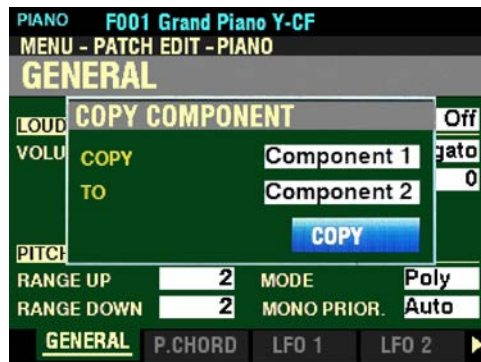 PIANO F001 Grand Piano Y-CF
MENU - PATCH EDIT - PIANO
GENERAL
COPY COMPONENT
LOUD Off
VOLU gato
COPY Component 1
0
TO Component 2
COPY
PITCH
RANGE UP 2 MODE Poly
RANGE DOWN 2 MONO PRIOR. Auto
GENERAL P.CHORD LFO 1 LFO 2